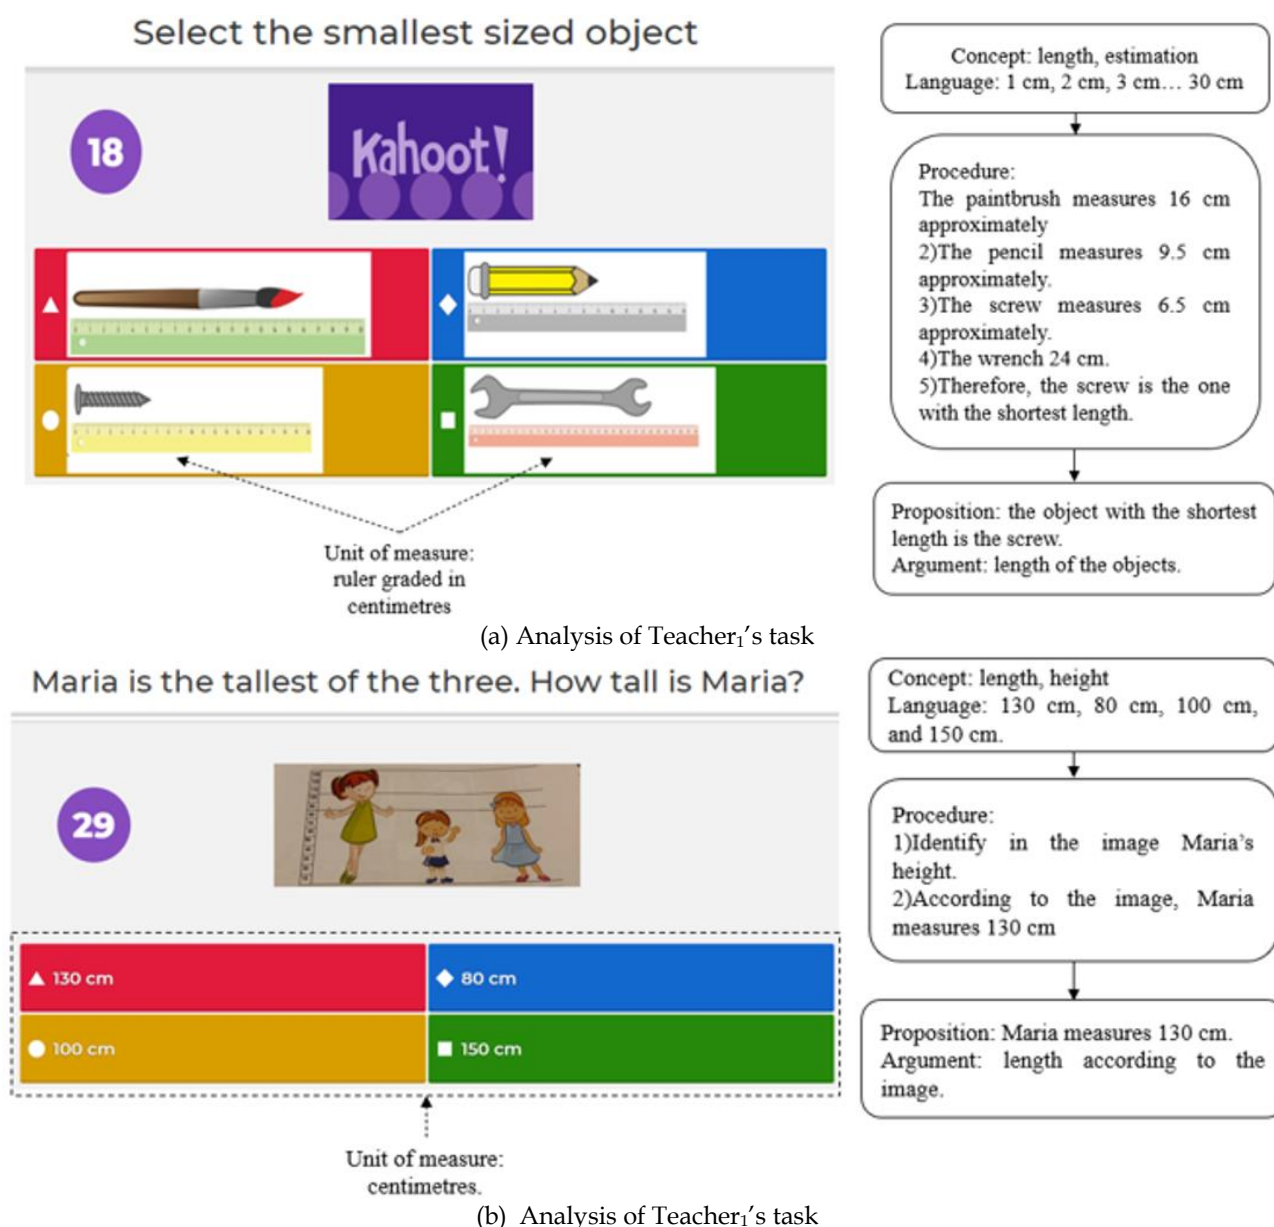 Select the smallest sized object
18
Kahoot!
Unit of measure:
ruler graded in
centimetres
Concept: length, estimation
Language: 1 cm, 2 cm, 3 cm… 30 cm
Procedure:
The paintbrush measures 16 cm
approximately
2)The pencil measures 9.5 cm
approximately.
3)The screw measures 6.5 cm
approximately.
4)The wrench 24 cm.
5)Therefore, the screw is the one
with the shortest length.
Proposition: the object with the shortest
length is the screw.
Argument: length of the objects.
(a) Analysis of Teacher₁’s task
Maria is the tallest of the three. How tall is Maria?
29
130 cm
80 cm
100 cm
150 cm
Unit of measure:
centimetres.
Concept: length, height
Language: 130 cm, 80 cm, 100 cm,
and 150 cm.
Procedure:
1)Identify in the image Maria’s
height.
2)According to the image, Maria
measures 130 cm
Proposition: Maria measures 130 cm.
Argument: length according to the
image.
(b) Analysis of Teacher₁’s task